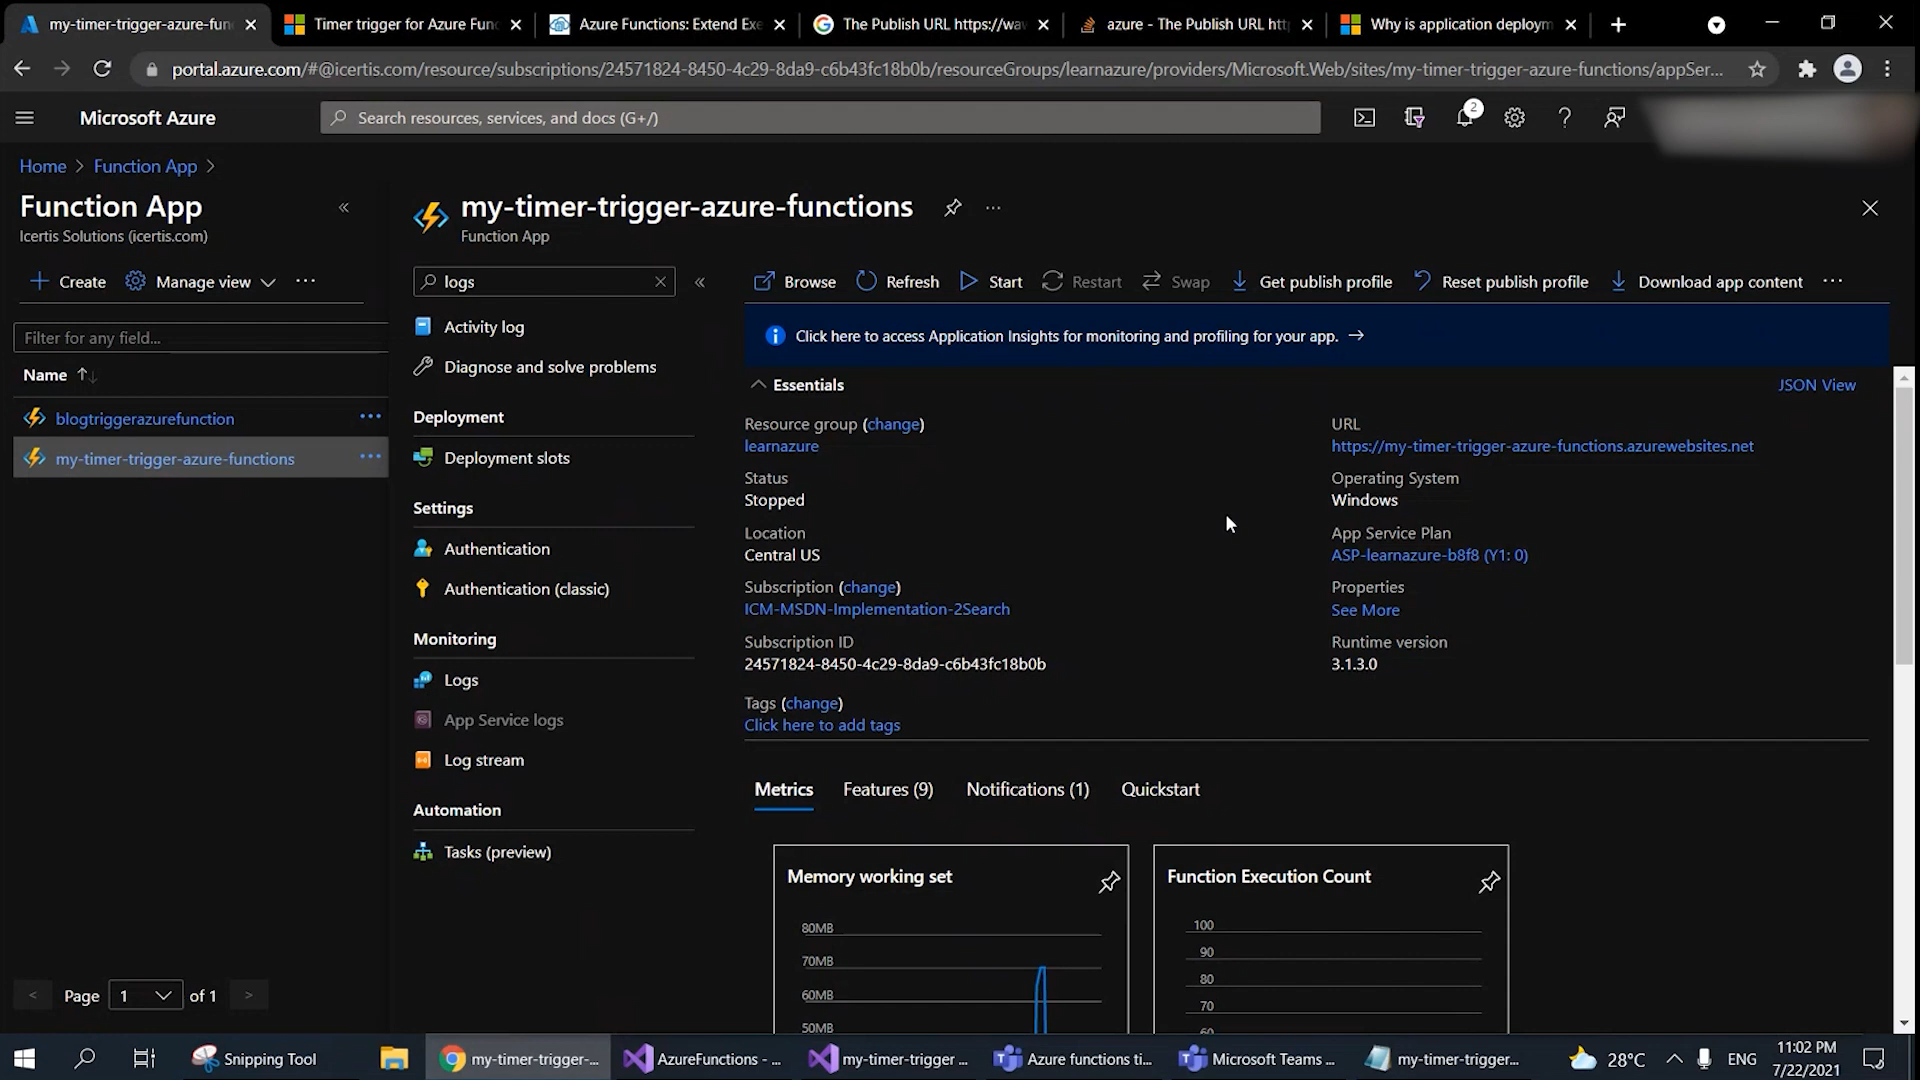 my-timer-trigger-azure-fun
Timer trigger for Azure Func
Azure Functions: Extend Exe
The Publish URL https://wav
azure - The Publish URL htt
Why is application deploym
portal.azure.com/#@icertis.com/resource/subscriptions/24571824-8450-4c29-8da9-c6b43fc18b0b/resourceGroups/learnazure/providers/Microsoft.Web/sites/my-timer-trigger-azure-functions/appSer...
Microsoft Azure
Search resources, services, and docs (G+/)
2
Home > Function App >
Function App
Icertis Solutions (icertis.com)
+ Create
Manage view
Filter for any field...
Name
blogtriggerazurefunction
my-timer-trigger-azure-functions
Page 1 of 1
my-timer-trigger-azure-functions
Function App
logs
Activity log
Diagnose and solve problems
Deployment
Deployment slots
Settings
Authentication
Authentication (classic)
Monitoring
Logs
App Service logs
Log stream
Automation
Tasks (preview)
Browse
Refresh
Start
Restart
Swap
Get publish profile
Reset publish profile
Download app content
Click here to access Application Insights for monitoring and profiling for your app.
Essentials
JSON View
Resource group (change)
learnazure
Status
Stopped
Location
Central US
Subscription (change)
ICM-MSDN-Implementation-2Search
Subscription ID
24571824-8450-4c29-8da9-c6b43fc18b0b
Tags (change)
Click here to add tags
URL
https://my-timer-trigger-azure-functions.azurewebsites.net
Operating System
Windows
App Service Plan
ASP-learnazure-b8f8 (Y1: 0)
Properties
See More
Runtime version
3.1.3.0
Metrics
Features (9)
Notifications (1)
Quickstart
Memory working set
80MB
70MB
60MB
50MB
Function Execution Count
100
90
80
70
60
Snipping Tool
my-timer-trigger-...
AzureFunctions - ...
my-timer-trigger ...
Azure functions ti...
Microsoft Teams ...
my-timer-trigger...
28°C
ENG
11:02 PM
7/22/2021